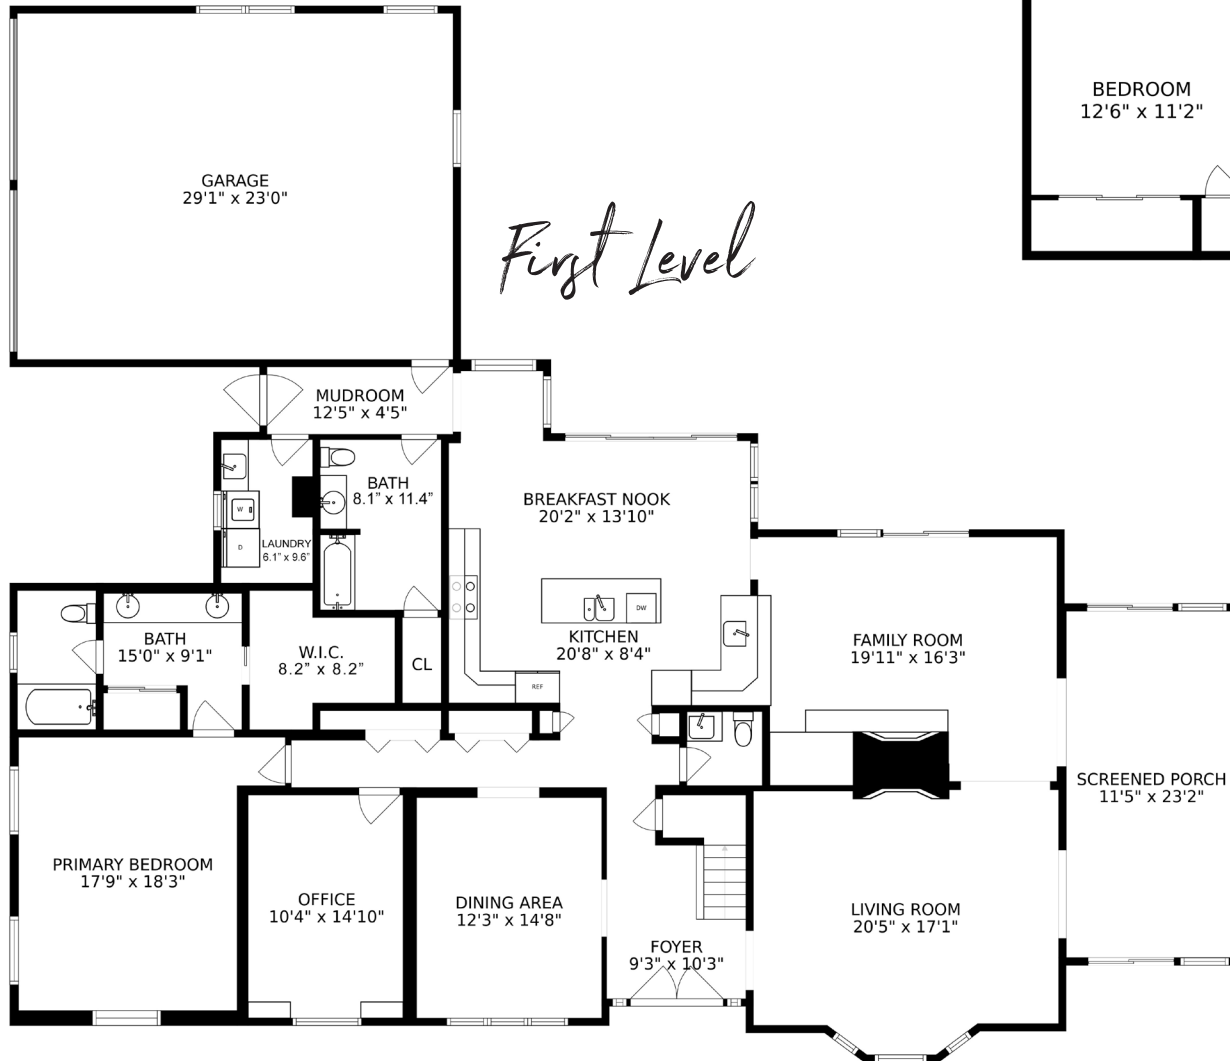 BEDROOM
12'6" x 11'2"
GARAGE
29'1" x 23'0"
First Level
MUDROOM
12'5" x 4'5"
BATH
8.1" x 11.4"
W
D
LAUNDRY
6.1" x 9.6"
BREAKFAST NOOK
20'2" x 13'10"
DW
KITCHEN
20'8" x 8'4"
REF
BATH
15'0" x 9'1"
W.I.C.
8.2" x 8.2"
CL
FAMILY ROOM
19'11" x 16'3"
SCREENED PORCH
11'5" x 23'2"
PRIMARY BEDROOM
17'9" x 18'3"
OFFICE
10'4" x 14'10"
DINING AREA
12'3" x 14'8"
FOYER
9'3" x 10'3"
LIVING ROOM
20'5" x 17'1"